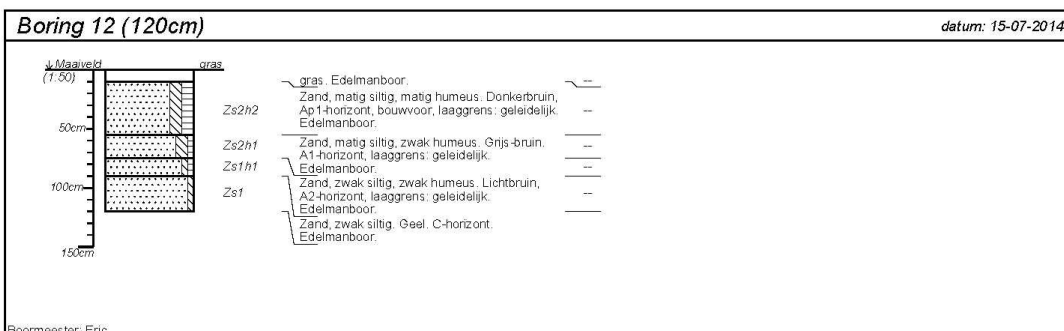 Boring 12 (120cm)
datum: 15-07-2014
↓ Maaiveld
gras
(1:50)
gras. Edelmanboor.
--
Zand, matig siltig, matig humeus. Donkerbruin,
Zs2h2
Ap1-horizont, bouwvoor, laaggrens: geleidelijk.
--
Edelmanboor.
50cm
Zand, matig siltig, zwak humeus. Grijs-bruin.
Zs2h1
--
A1-horizont, laaggrens: geleidelijk.
Zs1h1
Edelmanboor.
--
Zand, zwak siltig, zwak humeus. Lichtbruin,
100cm
Zs1
A2-horizont, laaggrens: geleidelijk.
--
Edelmanboor.
Zand, zwak siltig. Geel. C-horizont.
Edelmanboor.
150cm
Boormeester: Eric